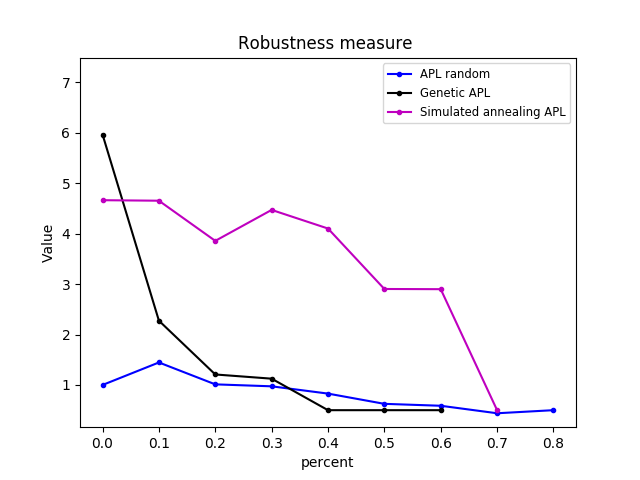 Robustness measure
APL random
Genetic APL
Simulated annealing APL
Value
7
6
5
4
3
2
1
0.0 0.1 0.2 0.3 0.4 0.5 0.6 0.7 0.8
percent